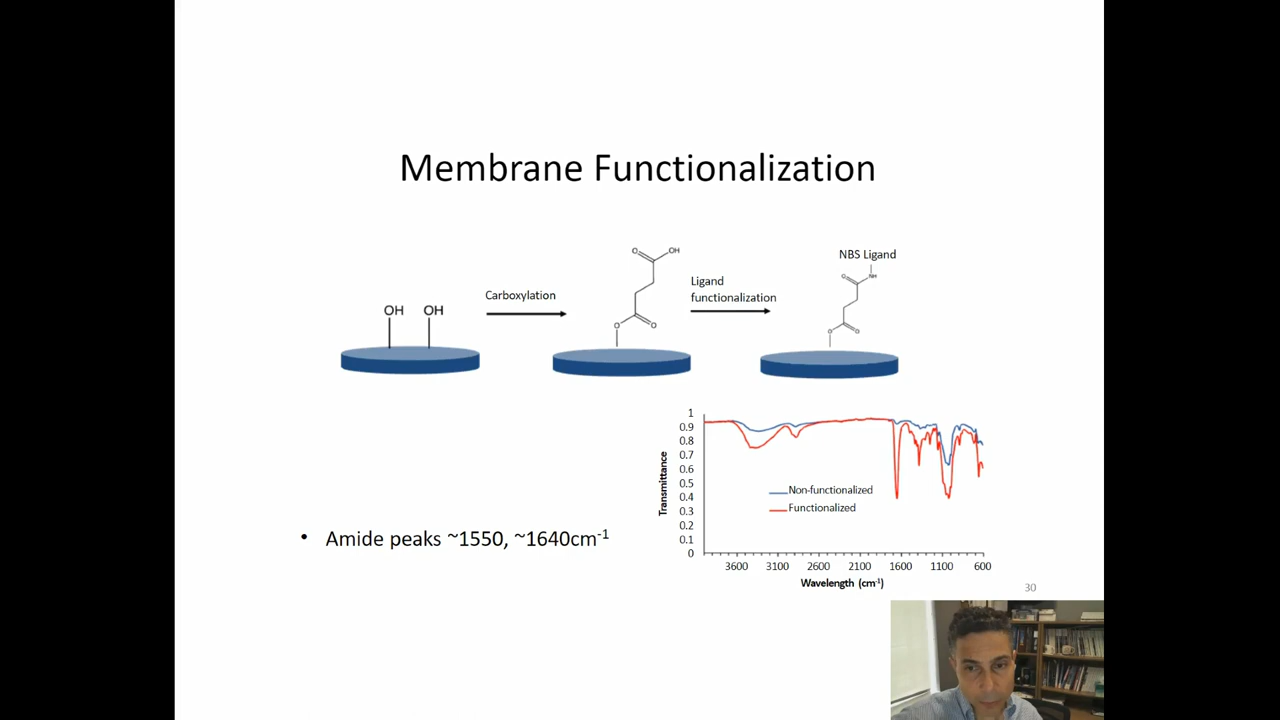 Membrane Functionalization
OH OH
Carboxylation
O OH
O O
Ligand
functionalization
NBS Ligand
O NH
O O
1
0.9
0.8
0.7
0.6
0.5
0.4
0.3
0.2
0.1
0
Transmittance
Non-functionalized
Functionalized
3600 3100 2600 2100 1600 1100 600
Wavelength (cm-1)
• Amide peaks ~1550, ~1640cm-1
30